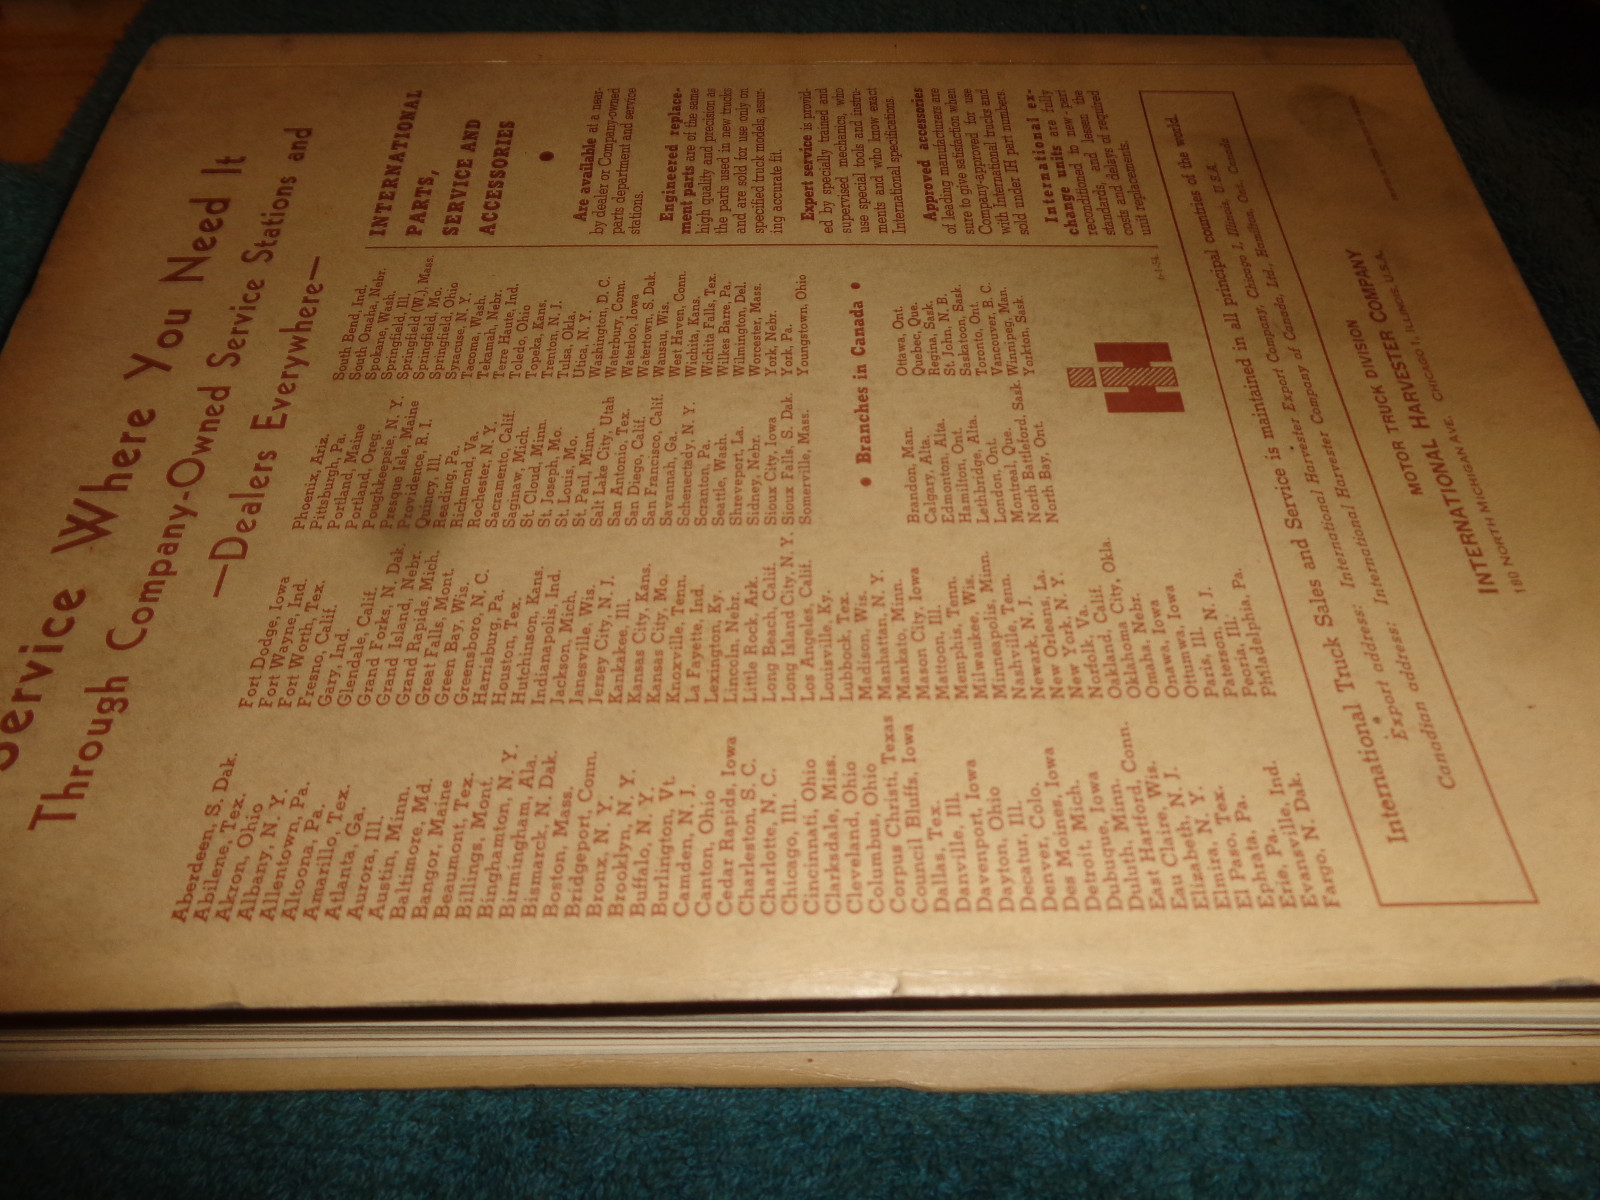 Service Where You Need It
Through Company-Owned Service Stations and
—Dealers Everywhere—
Aberdeen, S. Dak.
Abilene, Tex.
Akron, Ohio
Albany, N. Y.
Allentown, Pa.
Altoona, Pa.
Amarillo, Tex.
Atlanta, Ga.
Aurora, Ill.
Austin, Minn.
Baltimore, Md.
Bangor, Maine
Beaumont, Tex.
Billings, Mont.
Binghamton, N. Y.
Birmingham, Ala.
Bismarck, N. Dak.
Boston, Mass.
Bridgeport, Conn.
Bronx, N. Y.
Brooklyn, N. Y.
Buffalo, N. Y.
Burlington, Vt.
Camden, N. J.
Canton, Ohio
Cedar Rapids, Iowa
Charleston, S. C.
Charlotte, N. C.
Chicago, Ill.
Cincinnati, Ohio
Clarksdale, Miss.
Cleveland, Ohio
Columbus, Ohio
Corpus Christi, Texas
Council Bluffs, Iowa
Dallas, Tex.
Danville, Ill.
Davenport, Iowa
Dayton, Ohio
Decatur, Ill.
Denver, Colo.
Des Moines, Iowa
Detroit, Mich.
Dubuque, Iowa
Duluth, Minn.
East Hartford, Conn.
Eau Claire, Wis.
Elizabeth, N. J.
Elmira, N. Y.
El Paso, Tex.
Ephrata, Pa.
Erie, Pa.
Evansville, Ind.
Fargo, N. Dak.
Fort Dodge, Iowa
Fort Wayne, Ind.
Fort Worth, Tex.
Fresno, Calif.
Gary, Ind.
Glendale, Calif.
Grand Forks, N. Dak.
Grand Island, Nebr.
Grand Rapids, Mich.
Great Falls, Mont.
Green Bay, Wis.
Greensboro, N. C.
Harrisburg, Pa.
Houston, Tex.
Hutchinson, Kans.
Indianapolis, Ind.
Jackson, Mich.
Janesville, Wis.
Jersey City, N. J.
Kankakee, Ill.
Kansas City, Kans.
Kansas City, Mo.
Knoxville, Tenn.
La Fayette, Ind.
Lexington, Ky.
Lincoln, Nebr.
Little Rock, Ark.
Long Beach, Calif.
Long Island City, N. Y.
Los Angeles, Calif.
Louisville, Ky.
Lubbock, Tex.
Madison, Wis.
Manhattan, N. Y.
Mankato, Minn.
Mason City, Iowa
Mattoon, Ill.
Memphis, Tenn.
Milwaukee, Wis.
Minneapolis, Minn.
Nashville, Tenn.
Newark, N. J.
New Orleans, La.
New York, N. Y.
Norfolk, Va.
Oakland, Calif.
Oklahoma City, Okla.
Omaha, Nebr.
Onawa, Iowa
Ottumwa, Iowa
Paris, Ill.
Paterson, N. J.
Peoria, Ill.
Philadelphia, Pa.
Phoenix, Ariz.
Pittsburgh, Pa.
Portland, Maine
Portland, Oreg.
Poughkeepsie, N. Y.
Presque Isle, Maine
Providence, R. I.
Quincy, Ill.
Reading, Pa.
Richmond, Va.
Rochester, N. Y.
Sacramento, Calif.
Saginaw, Mich.
St. Cloud, Minn.
St. Joseph, Mo.
St. Louis, Mo.
St. Paul, Minn.
Salt Lake City, Utah
San Antonio, Tex.
San Diego, Calif.
San Francisco, Calif.
Savannah, Ga.
Schenectady, N. Y.
Scranton, Pa.
Seattle, Wash.
Shreveport, La.
Sidney, Nebr.
Sioux City, Iowa
Sioux Falls, S. Dak.
Somerville, Mass.
South Bend, Ind.
South Omaha, Nebr.
Spokane, Wash.
Springfield, Ill.
Springfield (W.), Mass.
Springfield, Mo.
Springfield, Ohio
Syracuse, N. Y.
Tacoma, Wash.
Tekamah, Nebr.
Terre Haute, Ind.
Toledo, Ohio
Topeka, Kans.
Trenton, N. J.
Tulsa, Okla.
Utica, N. Y.
Washington, D. C.
Waterbury, Conn.
Waterloo, Iowa
Watertown, S. Dak.
Wausau, Wis.
West Haven, Conn.
Wichita, Kans.
Wichita Falls, Tex.
Wilkes Barre, Pa.
Wilmington, Del.
Worcester, Mass.
York, Nebr.
York, Pa.
Youngstown, Ohio
• Branches in Canada •
Brandon, Man.
Calgary, Alta.
Edmonton, Alta.
Hamilton, Ont.
Lethbridge, Alta.
London, Ont.
Montreal, Que.
North Battleford, Sask.
North Bay, Ont.
Ottawa, Ont.
Quebec, Que.
Regina, Sask.
St. John, N. B.
Saskatoon, Sask.
Toronto, Ont.
Vancouver, B. C.
Winnipeg, Man.
Yorkton, Sask.
IH
6-1-54
INTERNATIONAL
PARTS,
SERVICE AND
ACCESSORIES
•
Are available at a near-
by dealer or Company-owned
parts department and service
stations.
Engineered replace-
ment parts are of the same
high quality and precision as
the parts used in new trucks
and are sold for use only on
specified truck models, assur-
ing accurate fit.
Expert service is provid-
ed by specially trained and
supervised mechanics, who
use special tools and instru-
ments and who know exact
International specifications.
Approved accessories
of leading manufacturers are
sure to give satisfaction when
Company-approved for use
with International trucks and
sold under IH part numbers.
International ex-
change units are fully
reconditioned to new-part
standards, and lessen the
costs and delays of required
unit replacements.
International Truck Sales and Service is maintained in all principal countries of the world.
Export address: International Harvester Export Company, Chicago 1, Illinois, U.S.A.
Canadian address: International Harvester Company of Canada, Ltd., Hamilton, Ont., Canada
MOTOR TRUCK DIVISION
INTERNATIONAL HARVESTER COMPANY
180 NORTH MICHIGAN AVE. CHICAGO 1, ILLINOIS, U.S.A.